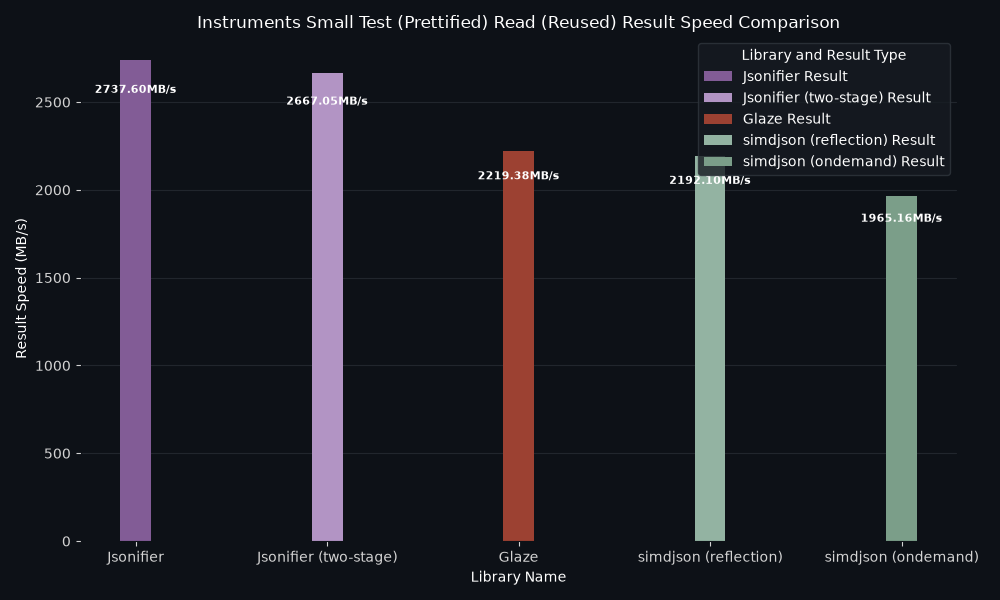 Instruments Small Test (Prettified) Read (Reused) Result Speed Comparison
Library and Result Type
Jsonifier Result
Jsonifier (two-stage) Result
Glaze Result
simdjson (reflection) Result
simdjson (ondemand) Result
2737.60MB/s
2667.05MB/s
2219.38MB/s
2192.10MB/s
1965.16MB/s
Result Speed (MB/s)
2500
2000
1500
1000
500
0
Jsonifier
Jsonifier (two-stage)
Glaze
simdjson (reflection)
simdjson (ondemand)
Library Name